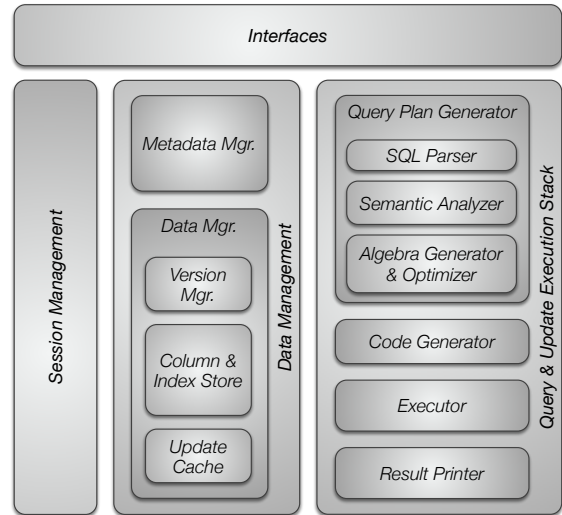 Interfaces
Session Management
Metadata Mgr.
Data Mgr.
Version
Mgr.
Column &
Index Store
Update
Cache
Data Management
Query Plan Generator
SQL Parser
Semantic Analyzer
Algebra Generator
& Optimizer
Code Generator
Executor
Result Printer
Query & Update Execution Stack